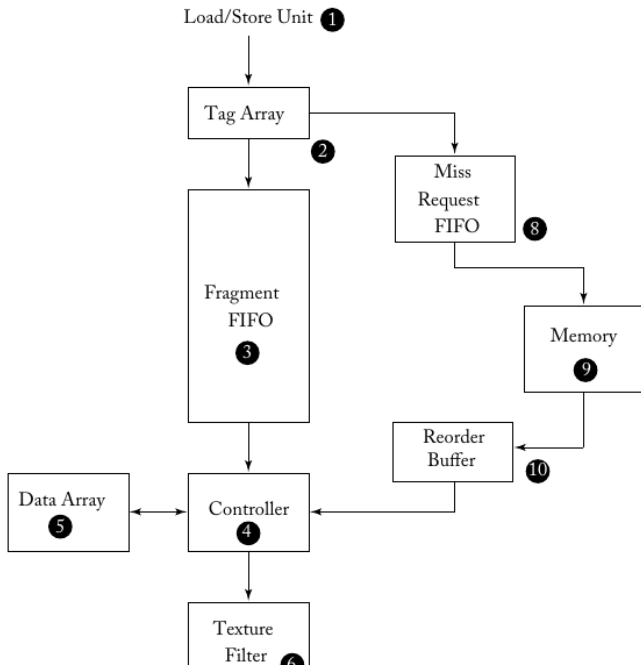 Load/Store Unit 1
Tag Array
2
Miss
Request
FIFO
8
Fragment
FIFO
3
Memory
9
Reorder
Buffer
10
Data Array
5
Controller
4
Texture
Filter 6